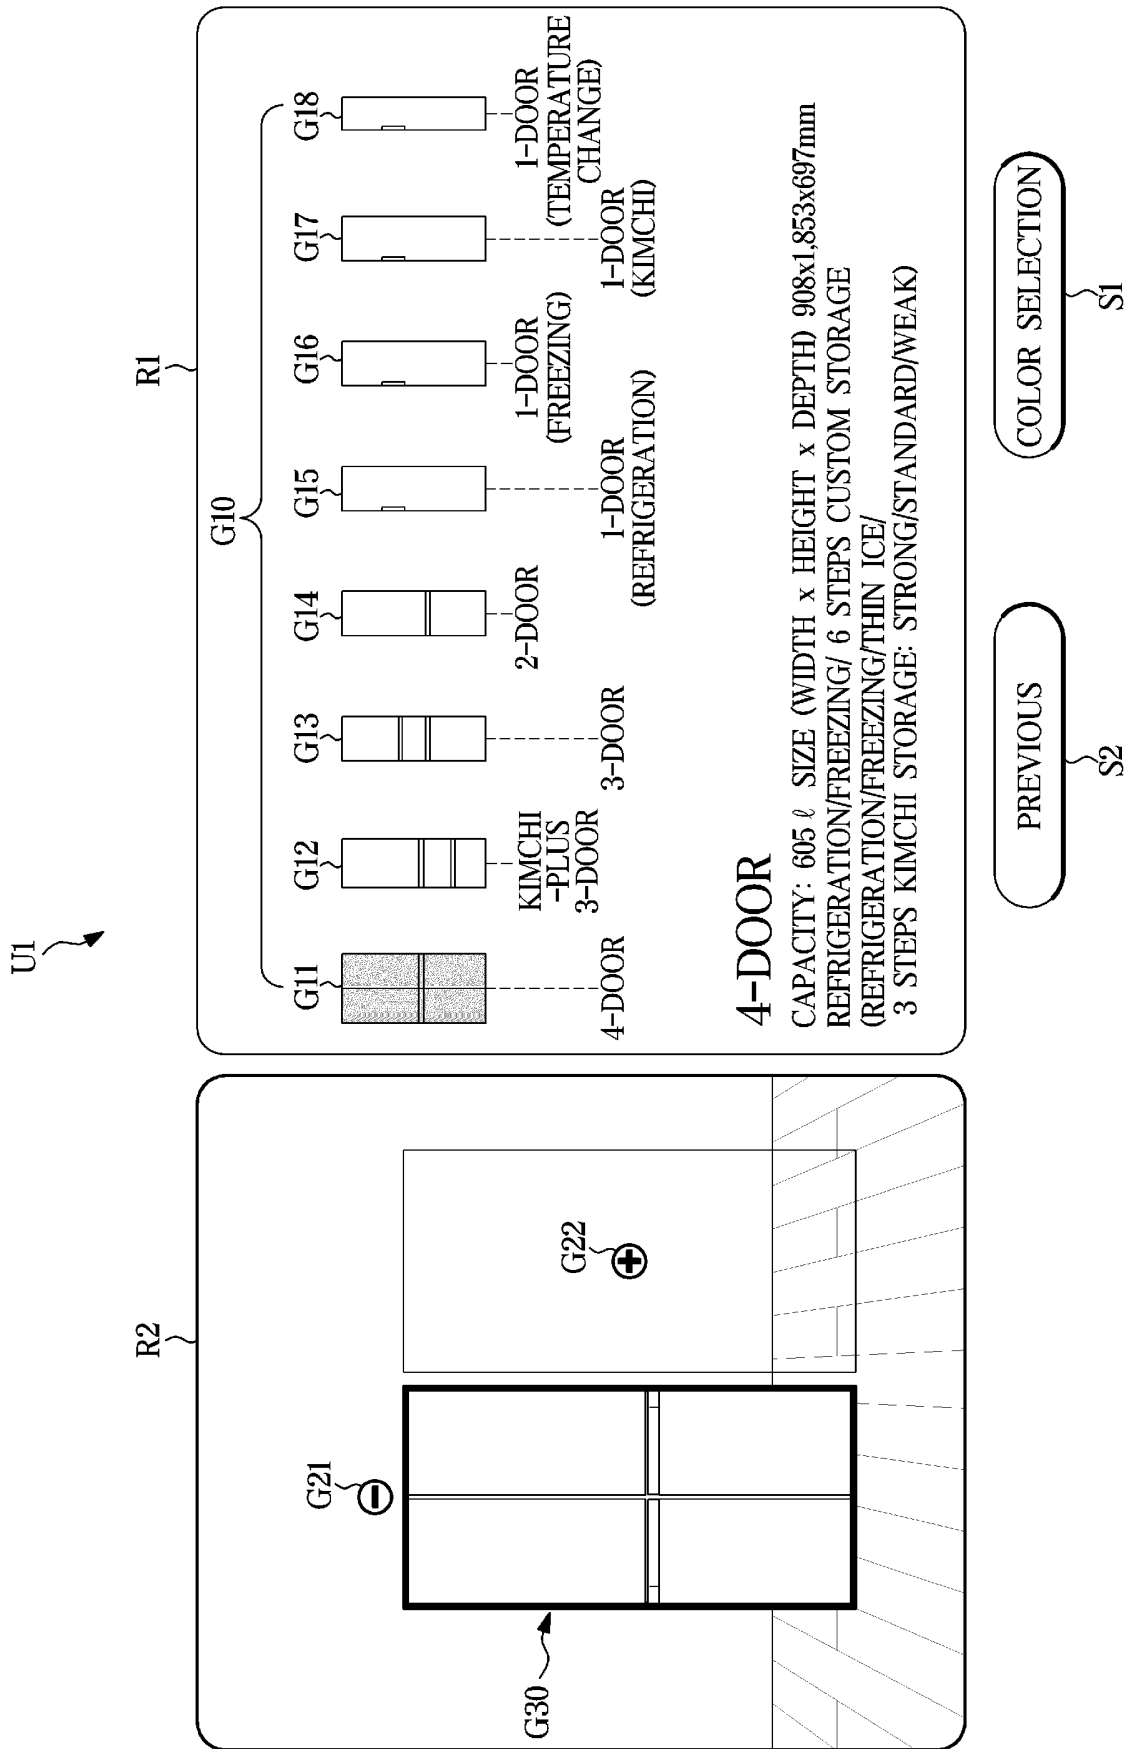 U1
R2
R1
G10
G21
G22
G30
G11
G12
G13
G14
G15
G16
G17
G18
4-DOOR
KIMCHI
-PLUS
3-DOOR
3-DOOR
2-DOOR
1-DOOR
(REFRIGERATION)
1-DOOR
(FREEZING)
1-DOOR
(KIMCHI)
1-DOOR
(TEMPERATURE
CHANGE)
4-DOOR
CAPACITY: 605 ℓ SIZE (WIDTH x HEIGHT x DEPTH) 908x1,853x697mm
REFRIGERATION/FREEZING/ 6 STEPS CUSTOM STORAGE
(REFRIGERATION/FREEZING/THIN ICE/
3 STEPS KIMCHI STORAGE: STRONG/STANDARD/WEAK)
PREVIOUS
COLOR SELECTION
S2
S1